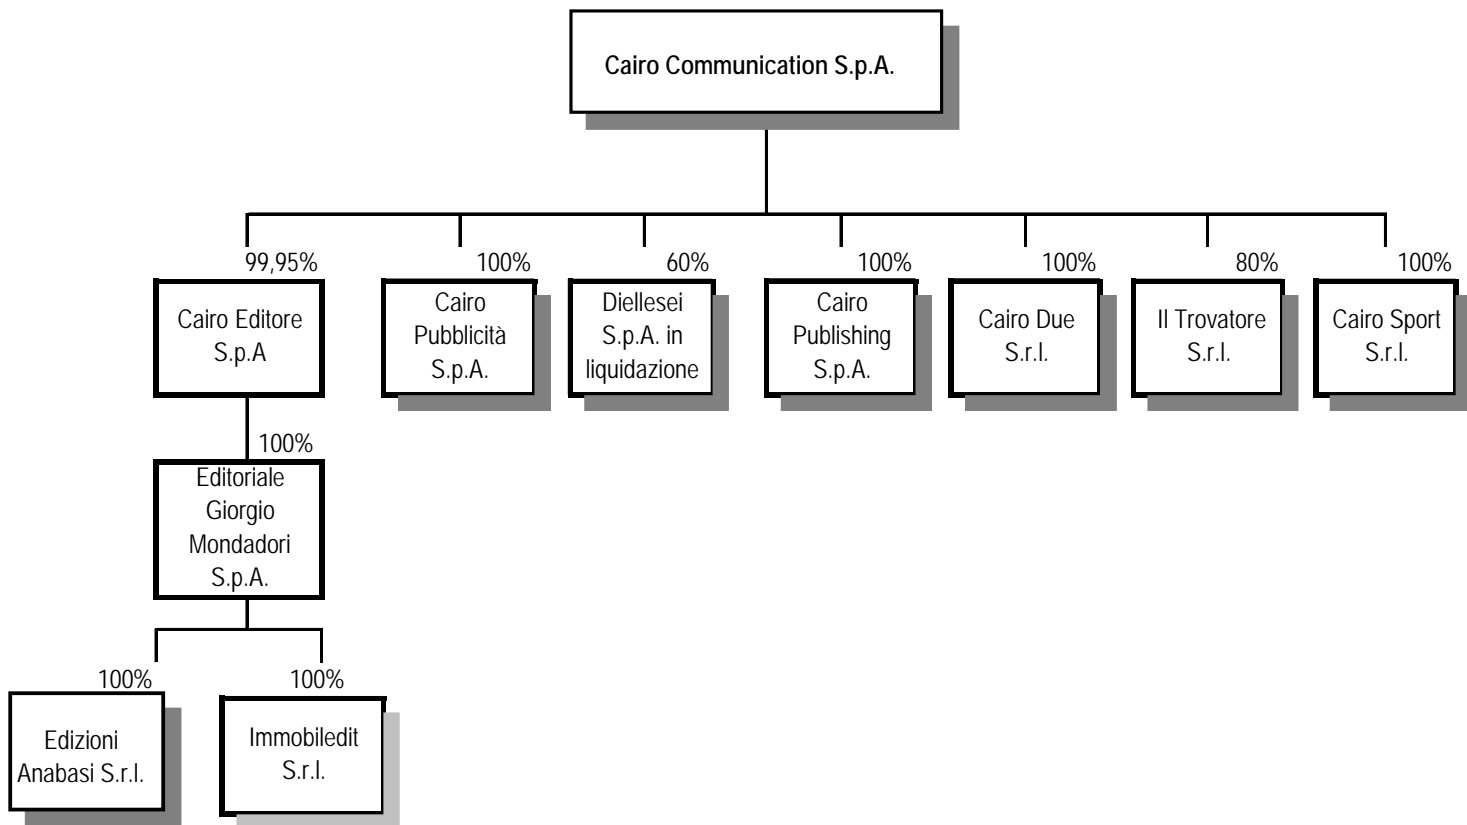 Cairo Communication S.p.A.
99,95%
100%
60%
100%
100%
80%
100%
Cairo Editore
S.p.A
Cairo
Pubblicità
S.p.A.
Diellesei
S.p.A. in
liquidazione
Cairo
Publishing
S.p.A.
Cairo Due
S.r.l.
Il Trovatore
S.r.l.
Cairo Sport
S.r.l.
100%
Editoriale
Giorgio
Mondadori
S.p.A.
100%
100%
Edizioni
Anabasi S.r.l.
Immobiledit
S.r.l.